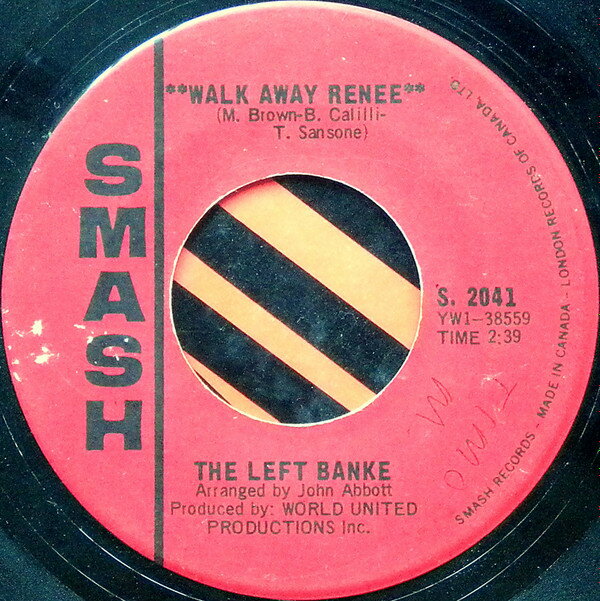 **WALK AWAY RENEE**
(M. Brown-B. Calilli-
T. Sansone)
SMASH
S. 2041
YW1-38559
TIME 2:39
THE LEFT BANKE
Arranged by John Abbott
Produced by: WORLD UNITED
PRODUCTIONS Inc.
SMASH RECORDS - MADE IN CANADA - LONDON RECORDS OF CANADA, LTD.